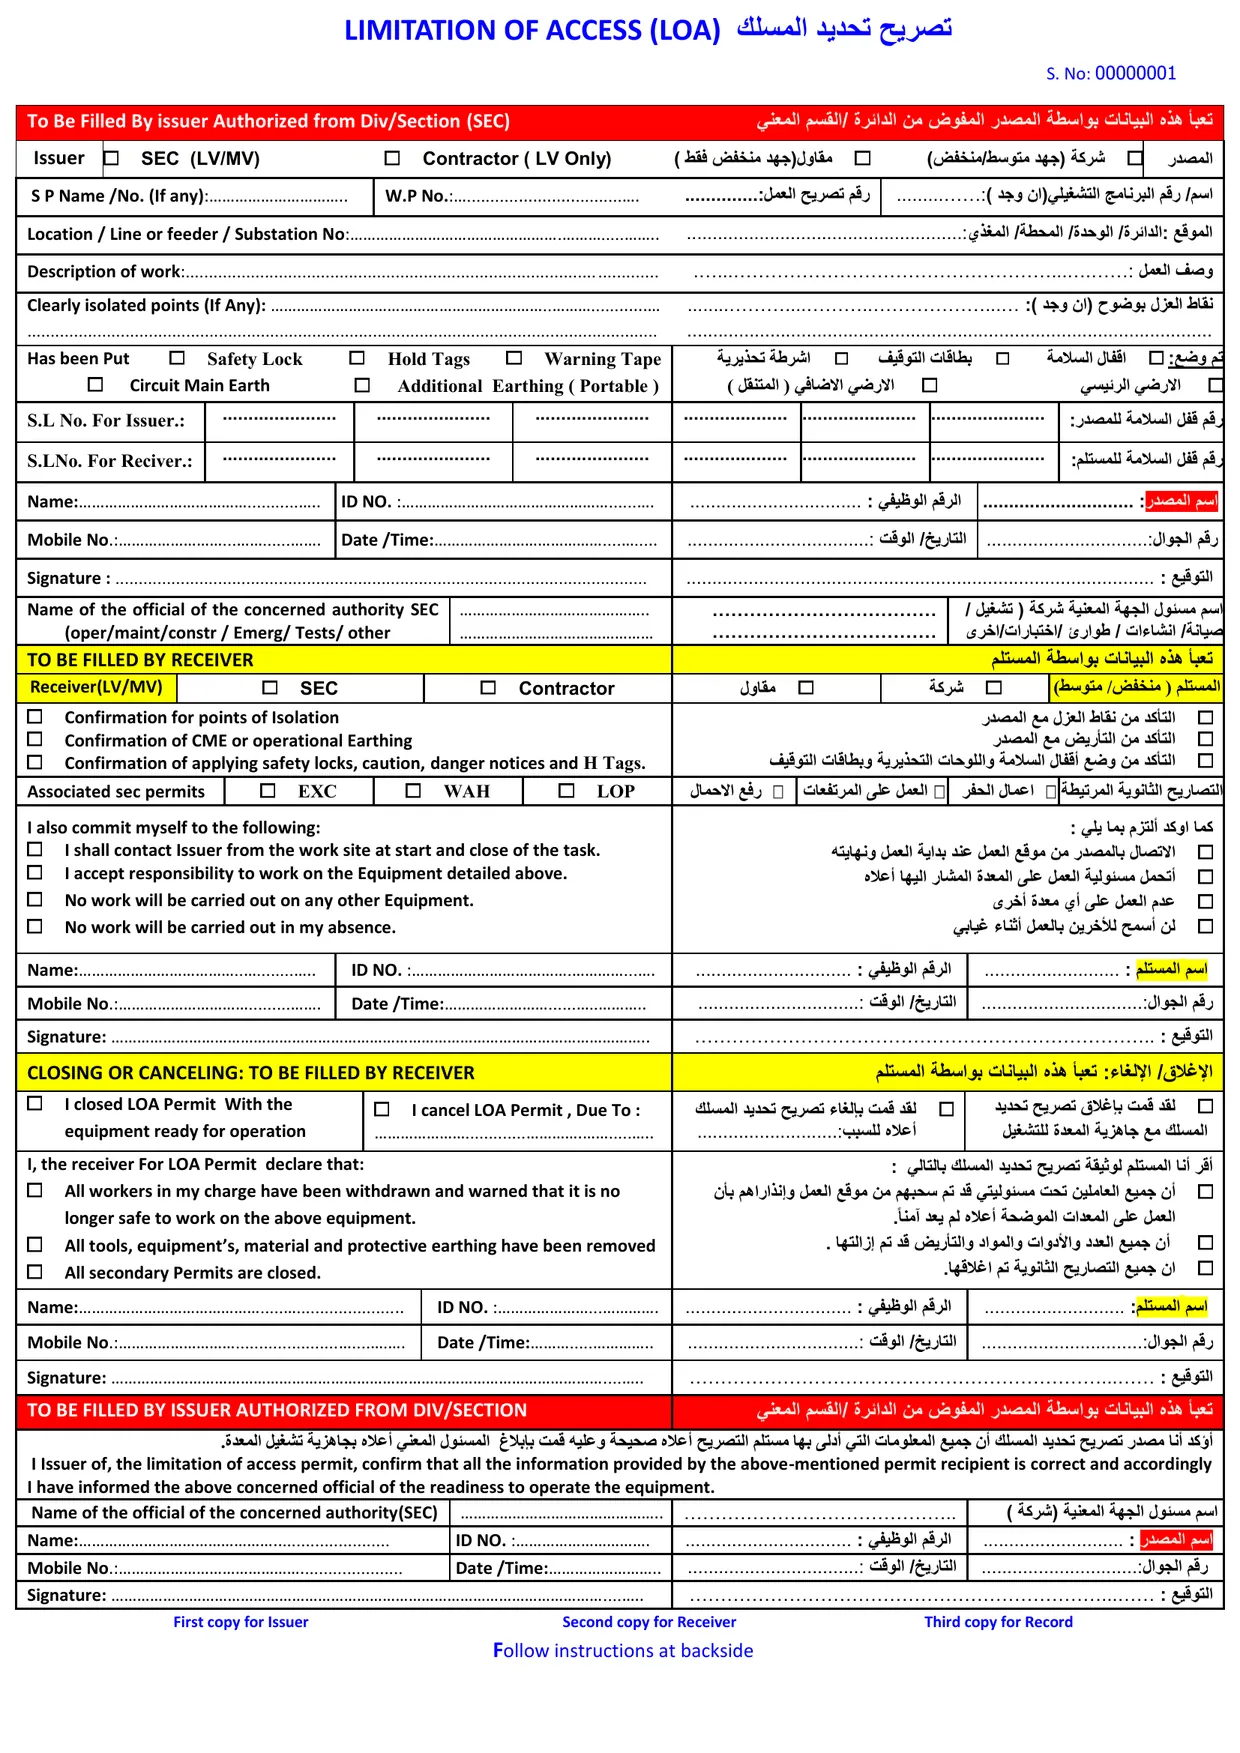 LIMITATION OF ACCESS (LOA) تصريح تحديد المسلك
S. No: 00000001
To Be Filled By issuer Authorized from Div/Section (SEC) تعبأ هذه البيانات بواسطة المصدر المفوض من الدائرة /القسم المعني
Issuer ☐ SEC (LV/MV) ☐ Contractor ( LV Only) ☐ مقاول(جهد منخفض فقط ) ☐ شركة (جهد متوسط/منخفض) المصدر
S P Name /No. (If any):................................ W.P No.:................................ رقم تصريح العمل:.............. اسم/ رقم البرنامج التشغيلي(ان وجد ):................
Location / Line or feeder / Substation No:................................ الموقع :الدائرة/ الوحدة/ المحطة/ المغذي:................................
Description of work:................................ وصف العمل :................................
Clearly isolated points (If Any): ................................ نقاط العزل بوضوح (ان وجد ): ................................
................................ ................................
Has been Put ☐ Safety Lock ☐ Hold Tags ☐ Warning Tape تم وضع: ☐ اقفال السلامة ☐ بطاقات التوقيف ☐ اشرطة تحذيرية
☐ Circuit Main Earth ☐ Additional Earthing ( Portable ) ☐ الارضي الرئيسي ☐ الارضي الاضافي ( المتنقل )
S.L No. For Issuer.: ................... ................... ................... ................... ................... ................... رقم قفل السلامة للمصدر:
S.LNo. For Reciver.: ................... ................... ................... ................... ................... ................... رقم قفل السلامة للمستلم:
Name:................................ ID NO. :................................ الرقم الوظيفي : ................................ اسم المصدر: ............................
Mobile No.:................................ Date /Time:................................ التاريخ/ الوقت :................................ رقم الجوال:................................
Signature : ................................ التوقيع : ................................
Name of the official of the concerned authority SEC ................................ ................................ اسم مسئول الجهة المعنية شركة ( تشغيل /
(oper/maint/constr / Emerg/ Tests/ other ................................ ................................ صيانة/ انشاءات / طوارئ /اختبارات/اخرى
TO BE FILLED BY RECEIVER تعبأ هذه البيانات بواسطة المستلم
Receiver(LV/MV) ☐ SEC ☐ Contractor ☐ مقاول ☐ شركة المستلم ( منخفض/ متوسط)
☐ Confirmation for points of Isolation ☐ التأكد من نقاط العزل مع المصدر
☐ Confirmation of CME or operational Earthing ☐ التأكد من التأريض مع المصدر
☐ Confirmation of applying safety locks, caution, danger notices and H Tags. ☐ التأكد من وضع أقفال السلامة واللوحات التحذيرية وبطاقات التوقيف
Associated sec permits ☐ EXC ☐ WAH ☐ LOP ☐ رفع الاحمال ☐ العمل على المرتفعات ☐ اعمال الحفر التصاريح الثانوية المرتيطة
I also commit myself to the following: كما اوكد ألتزم بما يلي :
☐ I shall contact Issuer from the work site at start and close of the task. ☐ الاتصال بالمصدر من موقع العمل عند بداية العمل ونهايته
☐ I accept responsibility to work on the Equipment detailed above. ☐ أتحمل مسئولية العمل على المعدة المشار اليها أعلاه
☐ No work will be carried out on any other Equipment. ☐ عدم العمل على أي معدة أخرى
☐ No work will be carried out in my absence. ☐ لن أسمح للأخرين بالعمل أثناء غيابي
Name:................................ ID NO. :................................ الرقم الوظيفي : ................................ اسم المستلم : ..........................
Mobile No.:................................ Date /Time:................................ التاريخ/ الوقت :................................ رقم الجوال:................................
Signature: ................................ التوقيع : ................................
CLOSING OR CANCELING: TO BE FILLED BY RECEIVER الإغلاق/ الإلغاء: تعبأ هذه البيانات بواسطة المستلم
☐ I closed LOA Permit With the ☐ I cancel LOA Permit , Due To : ☐ لقد قمت بإلغاء تصريح تحديد المسلك ☐ لقد قمت بإغلاق تصريح تحديد
equipment ready for operation ................................ أعلاه للسبب:............................ المسلك مع جاهزية المعدة للتشغيل
I, the receiver For LOA Permit declare that: أقر أنا المستلم لوثيقة تصريح تحديد المسلك بالتالي :
☐ All workers in my charge have been withdrawn and warned that it is no ☐ أن جميع العاملين تحت مسئوليتي قد تم سحبهم من موقع العمل وإنذاراهم بأن
longer safe to work on the above equipment. العمل على المعدات الموضحة أعلاه لم يعد آمناً.
☐ All tools, equipment’s, material and protective earthing have been removed ☐ أن جميع العدد والأدوات والمواد والتأريض قد تم إزالتها .
☐ All secondary Permits are closed. ☐ ان جميع التصاريح الثانوية تم اغلاقها.
Name:................................ ID NO. :................................ الرقم الوظيفي : ................................ اسم المستلم: ...........................
Mobile No.:................................ Date /Time:................................ التاريخ/ الوقت :................................ رقم الجوال:................................
Signature: ................................ التوقيع : ................................
TO BE FILLED BY ISSUER AUTHORIZED FROM DIV/SECTION تعبأ هذه البيانات بواسطة المصدر المفوض من الدائرة /القسم المعني
أوكد أنا مصدر تصريح تحديد المسلك أن جميع المعلومات التي أدلى بها مستلم التصريح أعلاه صحيحة وعليه قمت بإبلاغ المسئول المعني أعلاه بجاهزية تشغيل المعدة.
I Issuer of, the limitation of access permit, confirm that all the information provided by the above-mentioned permit recipient is correct and accordingly
I have informed the above concerned official of the readiness to operate the equipment.
Name of the official of the concerned authority(SEC) ................................ ................................ اسم مسئول الجهة المعنية (شركة )
Name:................................ ID NO. :................................ الرقم الوظيفي : ................................ اسم المصدر : ...........................
Mobile No.:................................ Date /Time:................................ التاريخ/ الوقت :................................ رقم الجوال:................................
Signature: ................................ التوقيع : ................................
First copy for Issuer Second copy for Receiver Third copy for Record
Follow instructions at backside